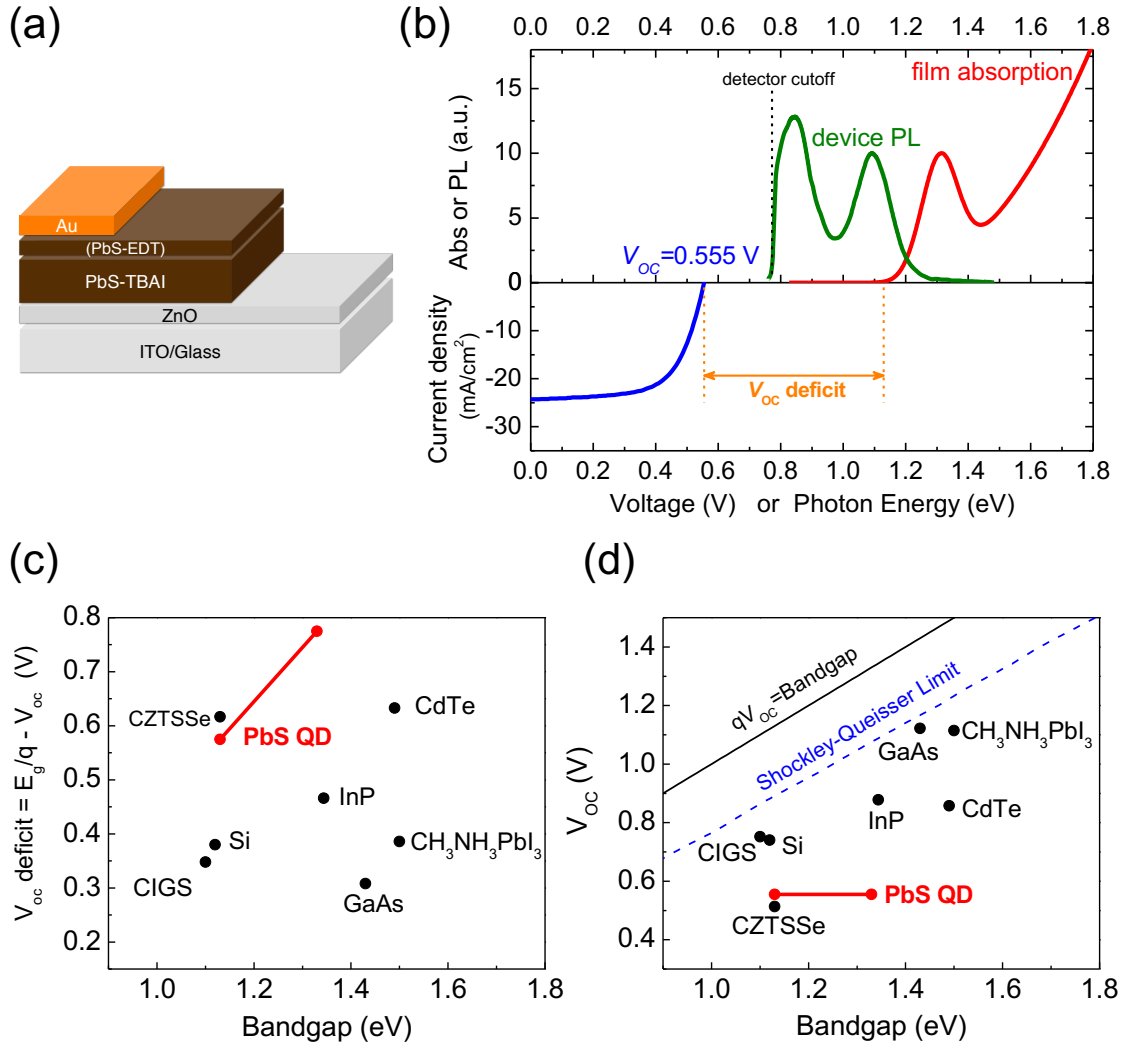 (a)
Au
(PbS-EDT)
PbS-TBAI
ZnO
ITO/Glass
(b)
0.0 0.2 0.4 0.6 0.8 1.0 1.2 1.4 1.6 1.8
15
10
5
0
-10
-20
-30
Abs or PL (a.u.)
Current density
(mA/cm²)
detector cutoff
film absorption
device PL
V_OC=0.555 V
V_OC deficit
0.0 0.2 0.4 0.6 0.8 1.0 1.2 1.4 1.6 1.8
Voltage (V) or Photon Energy (eV)
(c)
0.8
0.7
0.6
0.5
0.4
0.3
0.2
V_oc deficit = E_g/q - V_oc (V)
CZTSSe
PbS QD
CdTe
InP
Si
CH₃NH₃PbI₃
CIGS
GaAs
1.0 1.2 1.4 1.6 1.8
Bandgap (eV)
(d)
1.4
1.2
1.0
0.8
0.6
0.4
V_OC (V)
qV_OC=Bandgap
Shockley-Queisser Limit
GaAs
CH₃NH₃PbI₃
InP
CdTe
CIGS
Si
PbS QD
CZTSSe
1.0 1.2 1.4 1.6 1.8
Bandgap (eV)